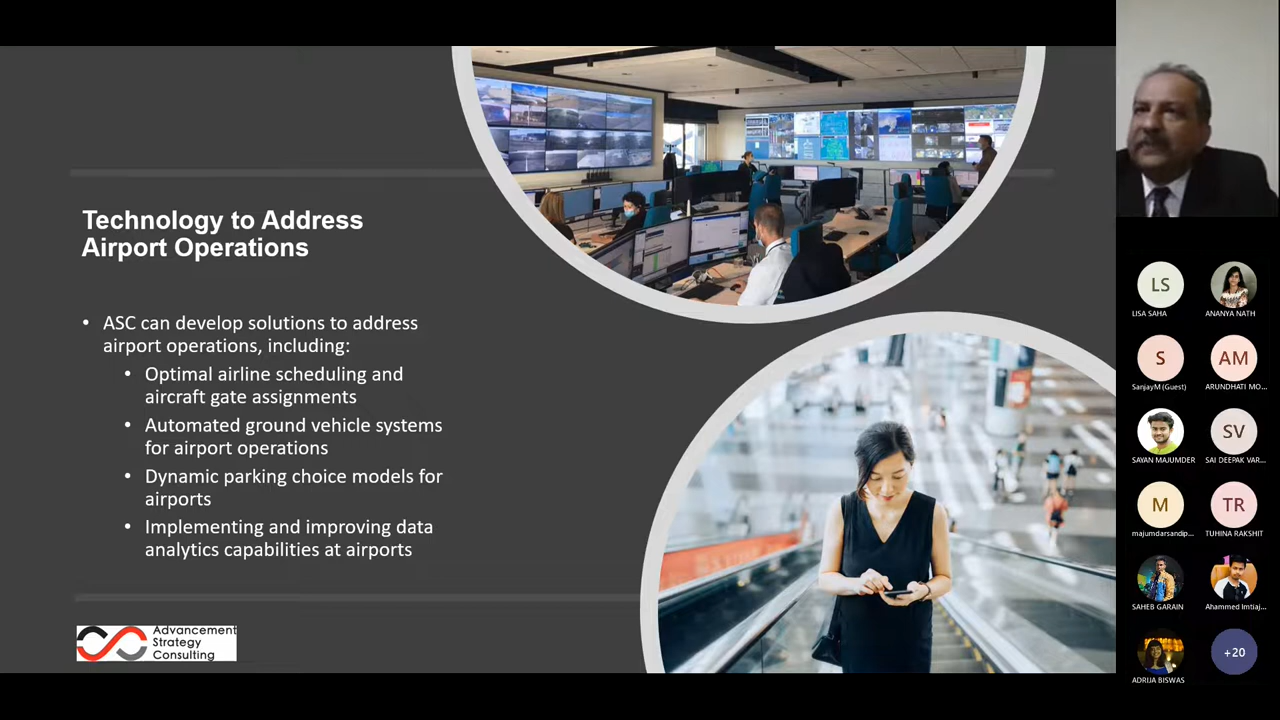 Technology to Address
Airport Operations
• ASC can develop solutions to address
airport operations, including:
• Optimal airline scheduling and
aircraft gate assignments
• Automated ground vehicle systems
for airport operations
• Dynamic parking choice models for
airports
• Implementing and improving data
analytics capabilities at airports
Advancement
Strategy
Consulting
LS
LISA SAHA
ANANYA NATH
S
SanjayM (Guest)
AM
ARUNDHATI MO...
SAYAN MAJUMDER
SV
SAI DEEPAK VAR...
M
majumdarsandip...
TR
TUHINA RAKSHIT
SAHEB GARAIN
Ahammed Imtiaj...
ADRIJA BISWAS
+20